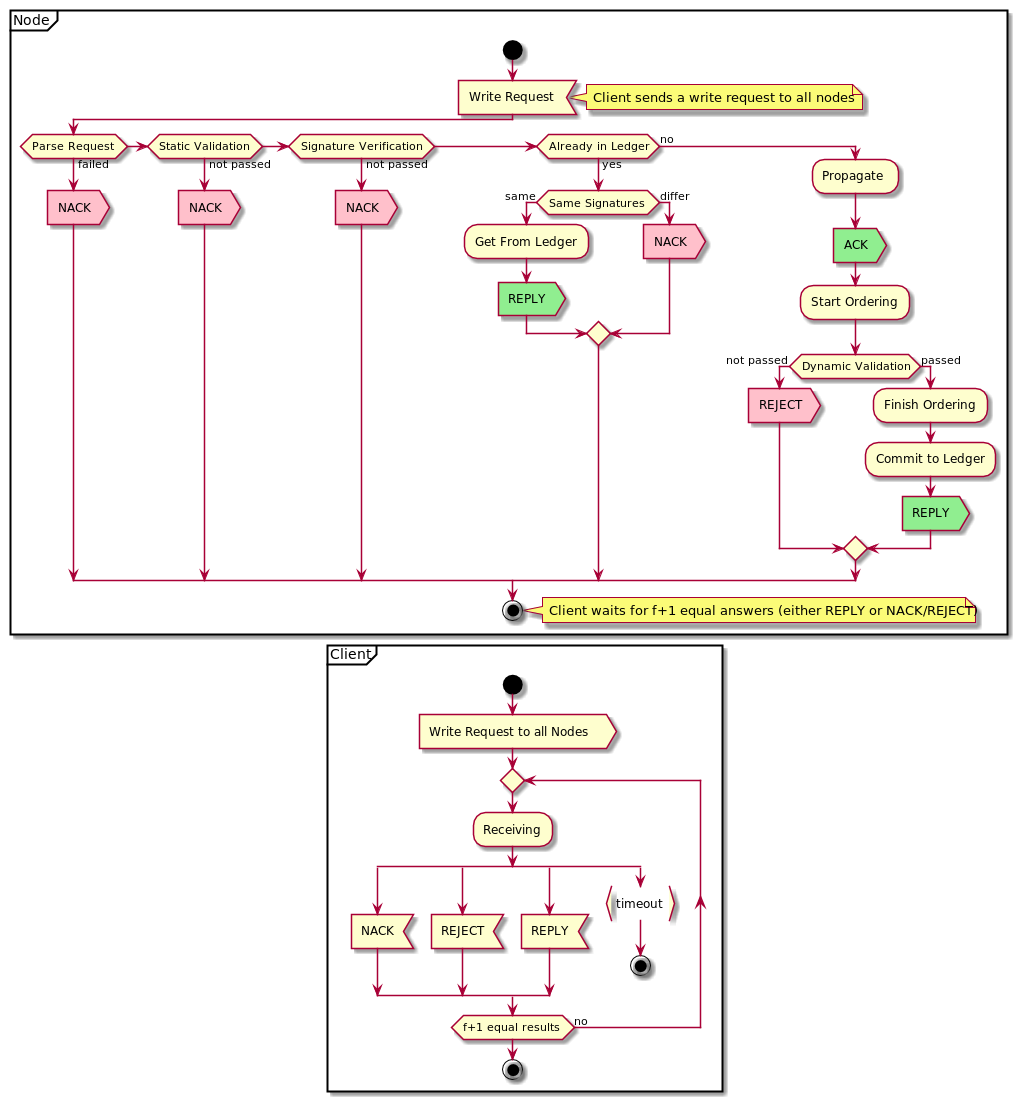 Node
Write Request
Client sends a write request to all nodes
Parse Request
Static Validation
Signature Verification
Already in Ledger
no
failed
not passed
not passed
yes
Propagate
NACK
NACK
NACK
same
Same Signatures
differ
Get From Ledger
NACK
ACK
REPLY
Start Ordering
not passed
Dynamic Validation
passed
REJECT
Finish Ordering
Commit to Ledger
REPLY
Client waits for f+1 equal answers (either REPLY or NACK/REJECT)
Client
Write Request to all Nodes
Receiving
timeout
NACK
REJECT
REPLY
f+1 equal results
no